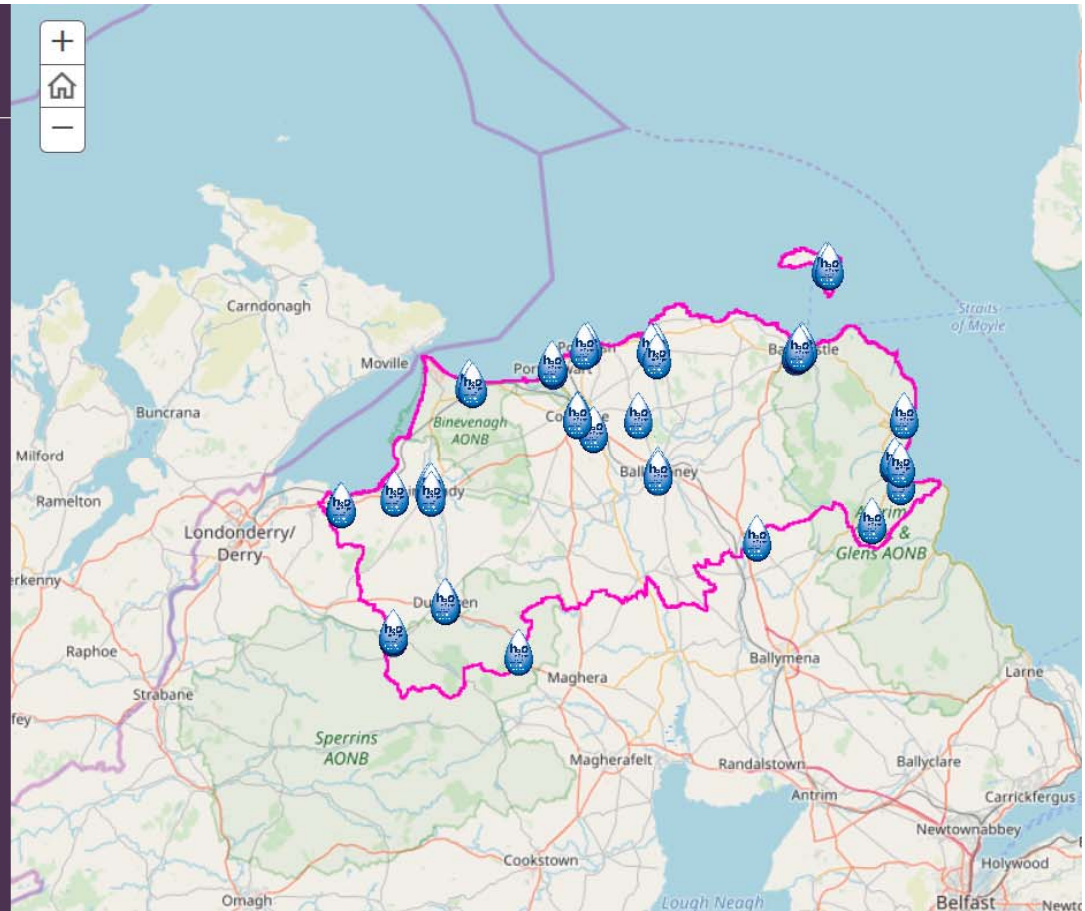 +
−
Carndonagh
Straits
of Moyle
Moville
Buncrana
Binevenagh
AONB
Milford
Ramelton
Londonderry/
Derry
&
Glens AONB
Raphoe
Ballymena
Larne
Maghera
Strabane
Sperrins
AONB
Magherafelt
Randalstown
Ballyclare
Antrim
Carrickfergus
Newtownabbey
Cookstown
Holywood
Omagh
Lough Neagh
Belfast